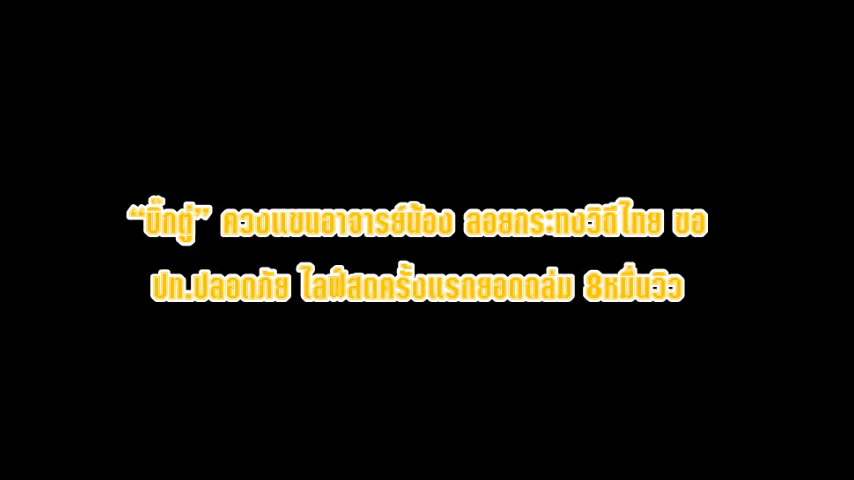 “บิ๊กตู่” ควงแขนอาจารย์น้อง ลอยกระทงวิถีไทย ขอ
ปท.ปลอดภัย ไลฟ์สดครั้งแรกยอดถล่ม 8หมื่นวิว